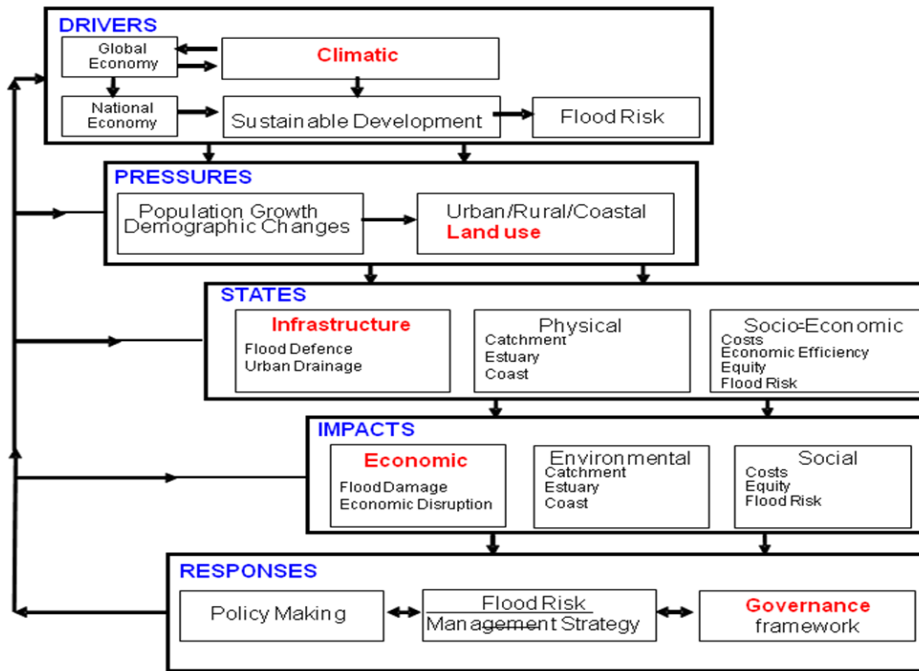 DRIVERS
Global
Economy
Climatic
National
Economy
Sustainable Development
Flood Risk
PRESSURES
Population Growth
Demographic Changes
Urban/Rural/Coastal
Land use
STATES
Infrastructure
Flood Defence
Urban Drainage
Physical
Catchment
Estuary
Coast
Socio-Economic
Costs
Economic Efficiency
Equity
Flood Risk
IMPACTS
Economic
Flood Damage
Economic Disruption
Environmental
Catchment
Estuary
Coast
Social
Costs
Equity
Flood Risk
RESPONSES
Policy Making
Flood Risk
Management Strategy
Governance
framework